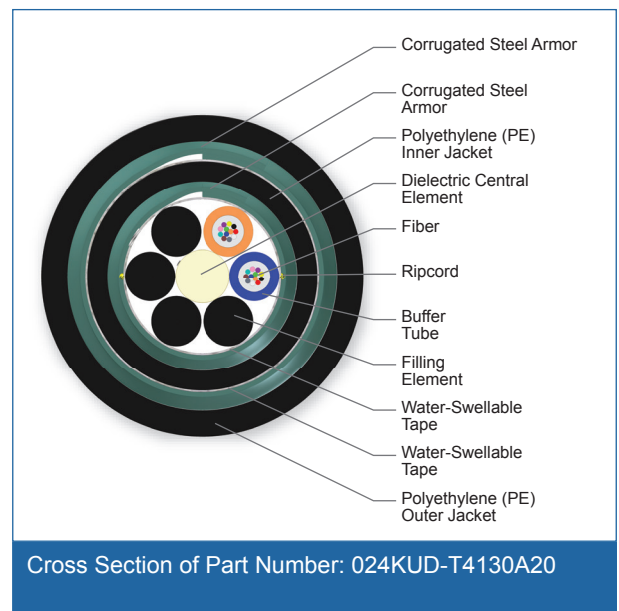 Corrugated Steel Armor
Corrugated Steel
Armor
Polyethylene (PE)
Inner Jacket
Dielectric Central
Element
Fiber
Ripcord
Buffer
Tube
Filling
Element
Water-Swellable
Tape
Water-Swellable
Tape
Polyethylene (PE)
Outer Jacket
Cross Section of Part Number: 024KUD-T4130A20